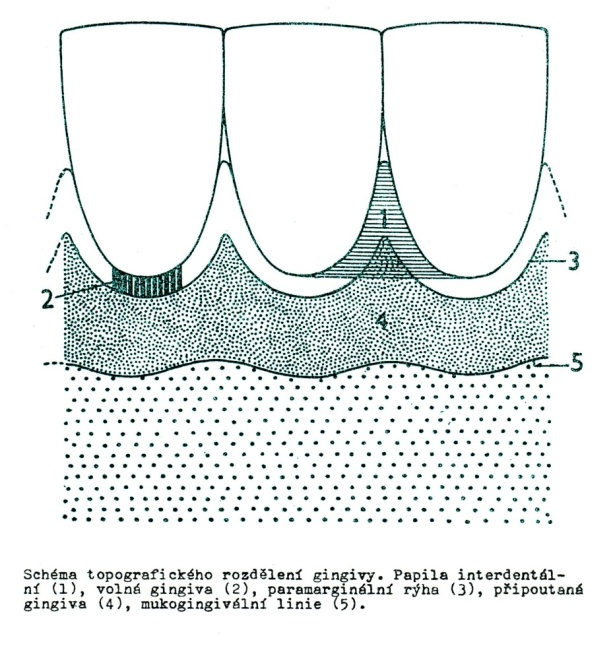 1
3
2
4
5
Schéma topografického rozdělení gingivy. Papila interdentál-
ní (1), volná gingiva (2), paramarginální rýha (3), připoutaná
gingiva (4), mukogingivální linie (5).